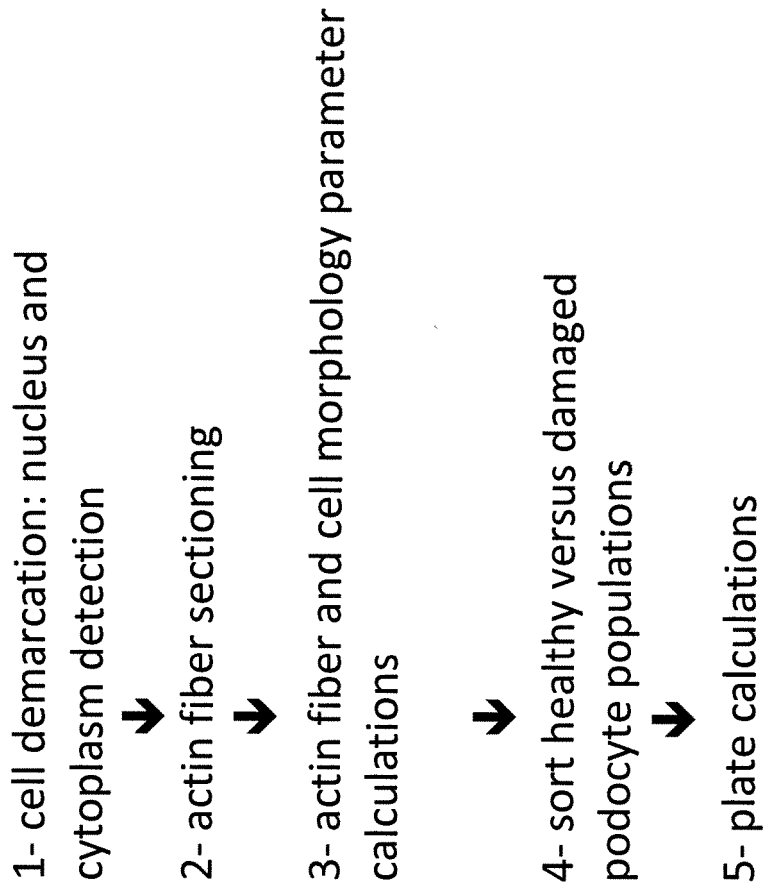 1- cell demarcation: nucleus and
cytoplasm detection
2- actin fiber sectioning
3- actin fiber and cell morphology parameter
calculations
4- sort healthy versus damaged
podocyte populations
5- plate calculations